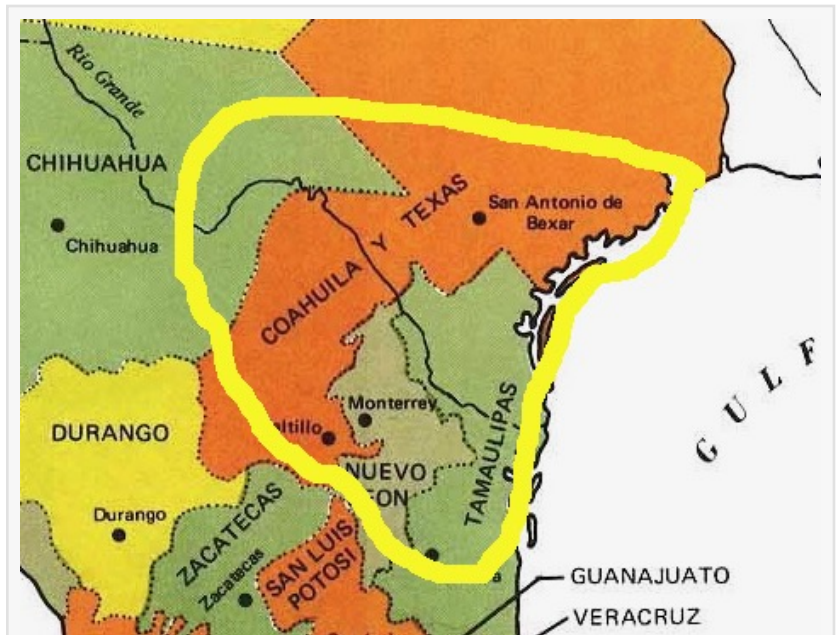 Rio Grande
CHIHUAHUA
Chihuahua
COAHUILA Y TEXAS
San Antonio de
Bexar
GULF
DURANGO
Durango
Monterrey
NUEVO
TAMAULIPAS
ZACATECAS
Zacatecas
SAN LUIS
POTOSI
GUANAJUATO
VERACRUZ